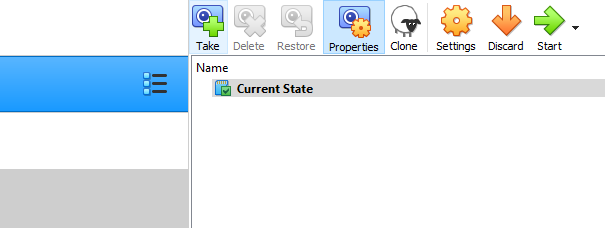 Take Delete Restore Properties Clone Settings Discard Start
Name
Current State